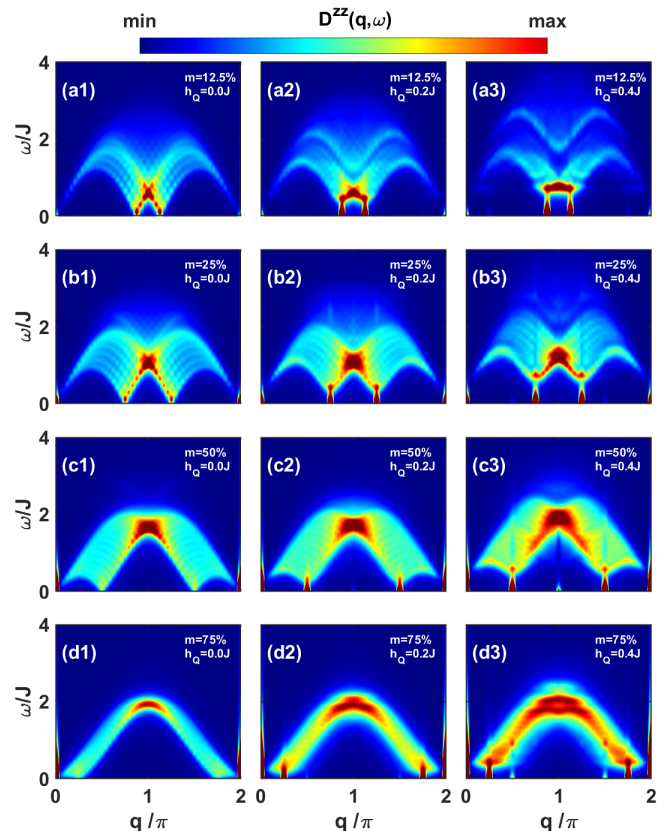 min D^zz(q,ω) max
4
(a1) m=12.5% (a2) m=12.5% (a3) m=12.5%
h_Q=0.0J h_Q=0.2J h_Q=0.4J
ω/J
2
0
4
(b1) m=25% (b2) m=25% (b3) m=25%
h_Q=0.0J h_Q=0.2J h_Q=0.4J
ω/J
2
0
4
(c1) m=50% (c2) m=50% (c3) m=50%
h_Q=0.0J h_Q=0.2J h_Q=0.4J
ω/J
2
0
4
(d1) m=75% (d2) m=75% (d3) m=75%
h_Q=0.0J h_Q=0.2J h_Q=0.4J
ω/J
2
0
0 1 2 0 1 2 0 1 2
q/π q/π q/π